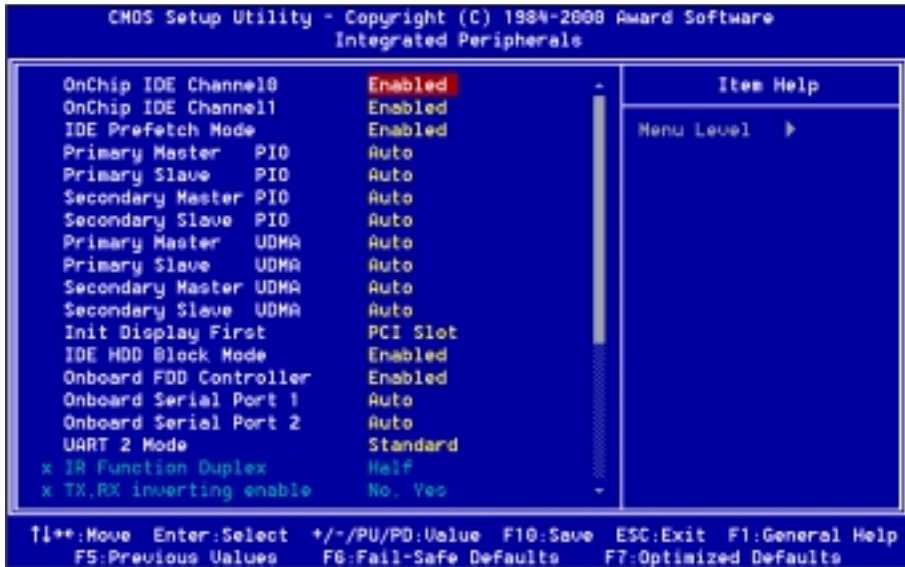 CMOS Setup Utility - Copyright (C) 1984-2000 Award Software
Integrated Peripherals
OnChip IDE Channel0 Enabled
OnChip IDE Channel1 Enabled
IDE Prefetch Mode Enabled
Primary Master PIO Auto
Primary Slave PIO Auto
Secondary Master PIO Auto
Secondary Slave PIO Auto
Primary Master UDMA Auto
Primary Slave UDMA Auto
Secondary Master UDMA Auto
Secondary Slave UDMA Auto
Init Display First PCI Slot
IDE HDD Block Mode Enabled
Onboard FDD Controller Enabled
Onboard Serial Port 1 Auto
Onboard Serial Port 2 Auto
UART 2 Mode Standard
x IR Function Duplex Half
x TX,RX inverting enable No, Yes
Item Help
Menu Level ▶
↑↓→←:Move Enter:Select +/-/PU/PD:Value F10:Save ESC:Exit F1:General Help
F5:Previous Values F6:Fail-Safe Defaults F7:Optimized Defaults